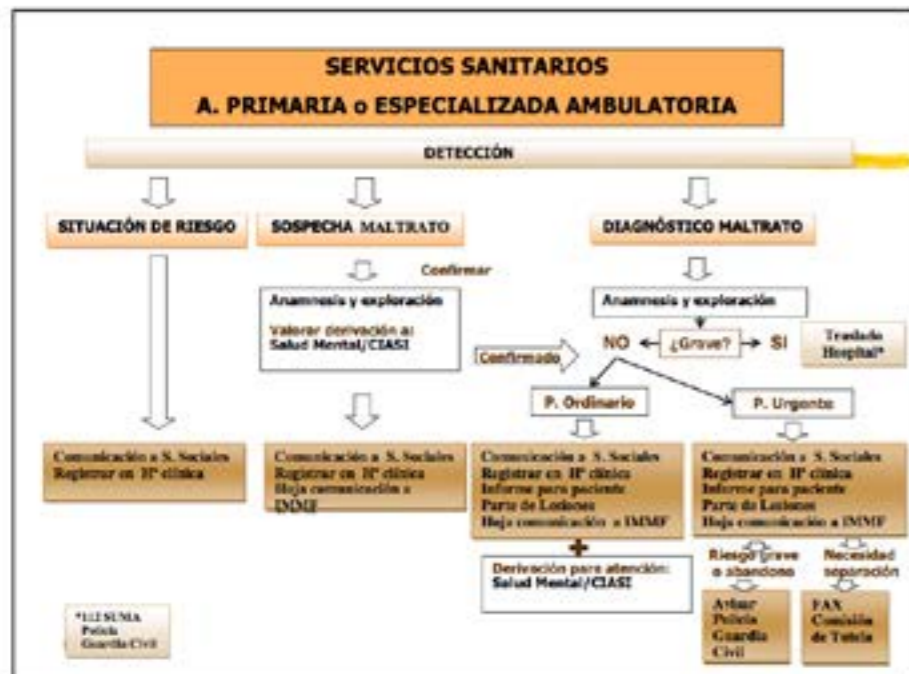 SERVICIOS SANITARIOS
A. PRIMARIA o ESPECIALIZADA AMBULATORIA
DETECCIÓN
SITUACIÓN DE RIESGO
SOSPECHA MALTRATO
DIAGNÓSTICO MALTRATO
Confirmar
Anamnesis y exploración
Valorar derivación a:
Salud Mental/CIASI
Confirmado
Anamnesis y exploración
NO
¿Grave?
SI
Traslado
Hospital*
P. Ordinario
P. Urgente
Comunicación a S. Sociales
Registrar en Hª clínica
Comunicación a S. Sociales
Registrar en Hª clínica
Hoja comunicación a
IMMF
Comunicación a S. Sociales
Registrar en Hª clínica
Informe para paciente
Parte de Lesiones
Hoja comunicación a IMMF
Comunicación a S. Sociales
Registrar en Hª clínica
Informe para paciente
Parte de Lesiones
Hoja comunicación a IMMF
+
Derivación para atención:
Salud Mental/CIASI
Riesgo grave
o abandono
Necesidad
separación
Avisar
Policía
Guardia
Civil
FAX
Comisión
de Tutela
*112 SUMA
Policía
Guardia Civil